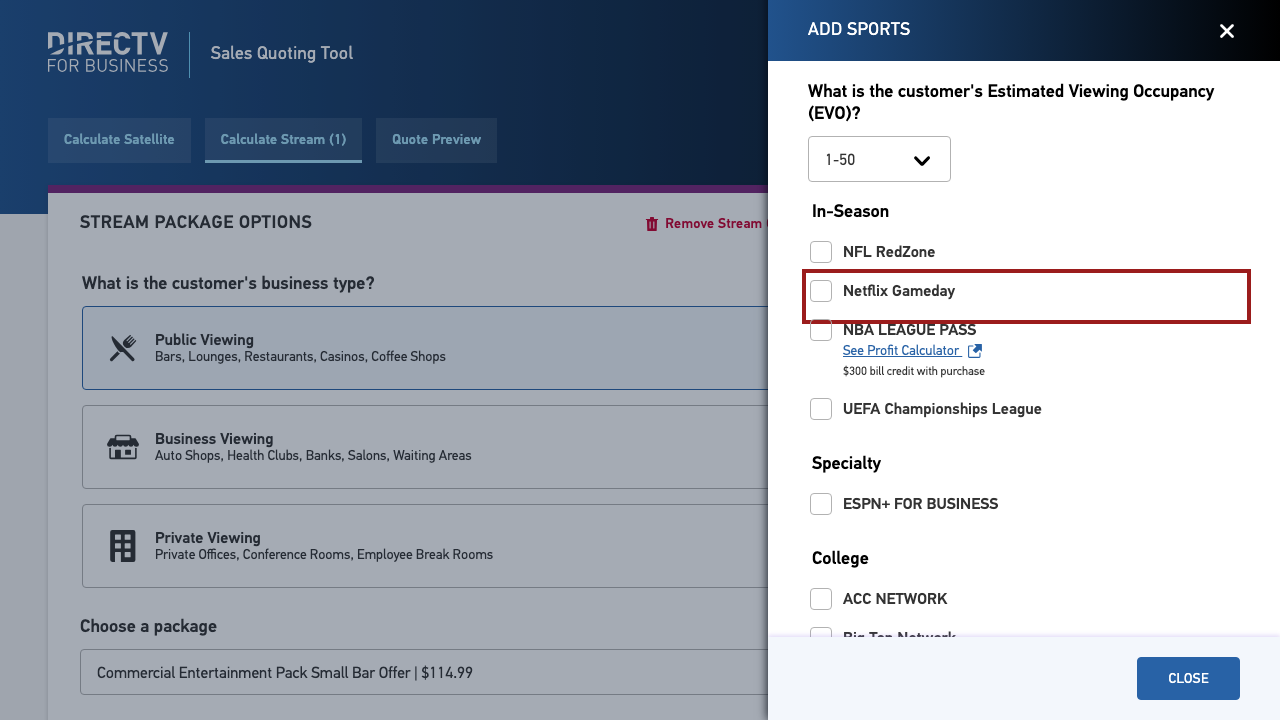 DIRECTV
FOR BUSINESS
Sales Quoting Tool
Calculate Satellite
Calculate Stream (1)
Quote Preview
STREAM PACKAGE OPTIONS
Remove Stream
What is the customer's business type?
Public Viewing
Bars, Lounges, Restaurants, Casinos, Coffee Shops
Business Viewing
Auto Shops, Health Clubs, Banks, Salons, Waiting Areas
Private Viewing
Private Offices, Conference Rooms, Employee Break Rooms
Choose a package
Commercial Entertainment Pack Small Bar Offer | $114.99
ADD SPORTS
What is the customer's Estimated Viewing Occupancy
(EVO)?
1-50
In-Season
NFL RedZone
Netflix Gameday
NBA LEAGUE PASS
See Profit Calculator
$300 bill credit with purchase
UEFA Championships League
Specialty
ESPN+ FOR BUSINESS
College
ACC NETWORK
Big Ten Network
CLOSE